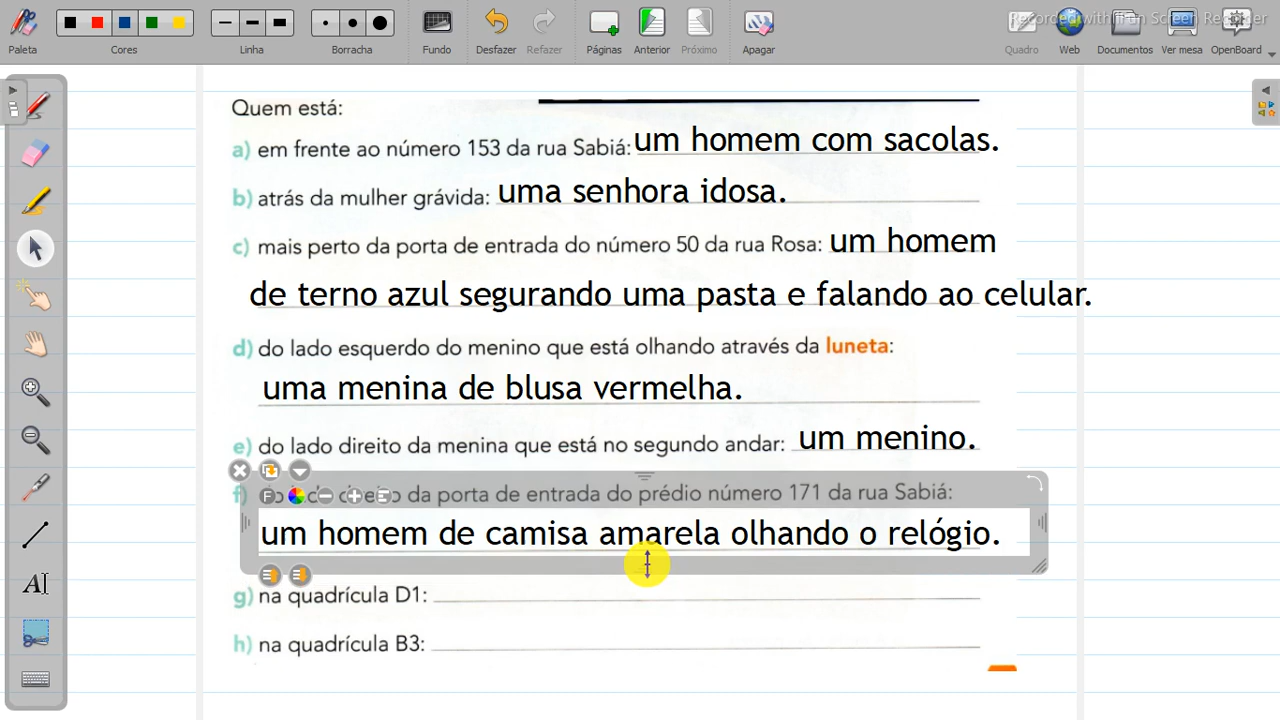 Recorded with iTop Screen Recorder
Paleta Cores Linha Borracha Fundo Desfazer Refazer Páginas Anterior Próximo Apagar Quadro Web Documentos Ver mesa OpenBoard
Quem está:
a) em frente ao número 153 da rua Sabiá: um homem com sacolas.
b) atrás da mulher grávida: uma senhora idosa.
c) mais perto da porta de entrada do número 50 da rua Rosa: um homem
de terno azul segurando uma pasta e falando ao celular.
d) do lado esquerdo do menino que está olhando através da luneta:
uma menina de blusa vermelha.
e) do lado direito da menina que está no segundo andar: um menino.
f) da porta de entrada do prédio número 171 da rua Sabiá:
um homem de camisa amarela olhando o relógio.
g) na quadrícula D1:
h) na quadrícula B3: